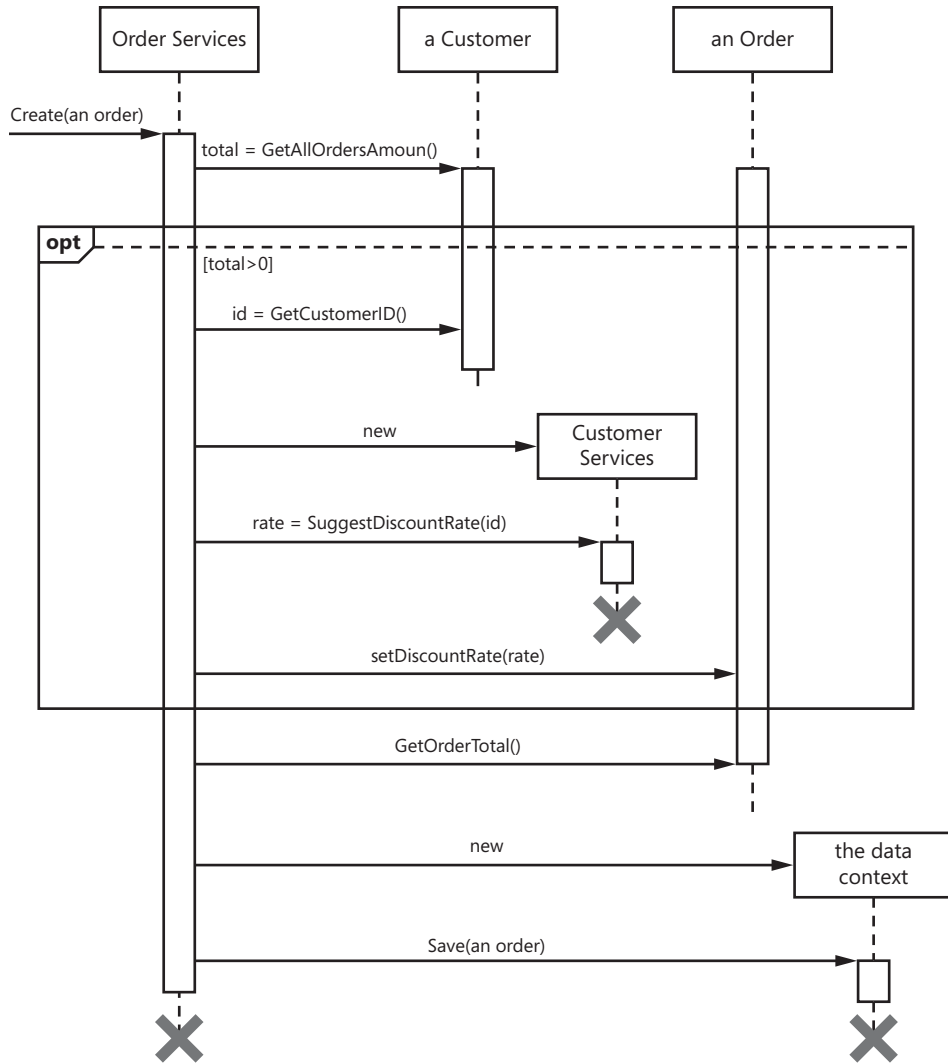 Order Services
a Customer
an Order
Create(an order)
total = GetAllOrdersAmoun()
opt
[total>0]
id = GetCustomerID()
new
Customer
Services
rate = SuggestDiscountRate(id)
setDiscountRate(rate)
GetOrderTotal()
new
the data
context
Save(an order)